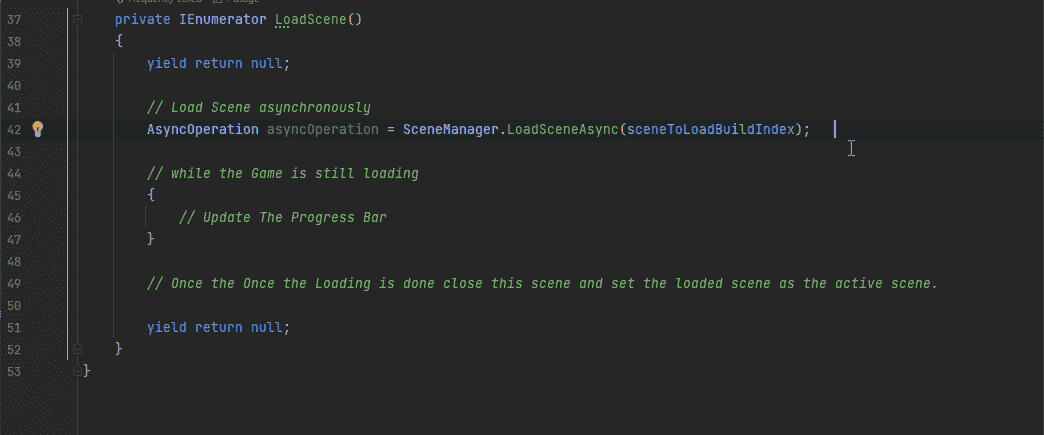 37 private IEnumerator LoadScene()
38 {
39 yield return null;
40
41 // Load Scene asynchronously
42 AsyncOperation asyncOperation = SceneManager.LoadSceneAsync(sceneToLoadBuildIndex);
43
44 // while the Game is still loading
45 {
46 // Update The Progress Bar
47 }
48
49 // Once the Once the Loading is done close this scene and set the loaded scene as the active scene.
50
51 yield return null;
52 }
53 }